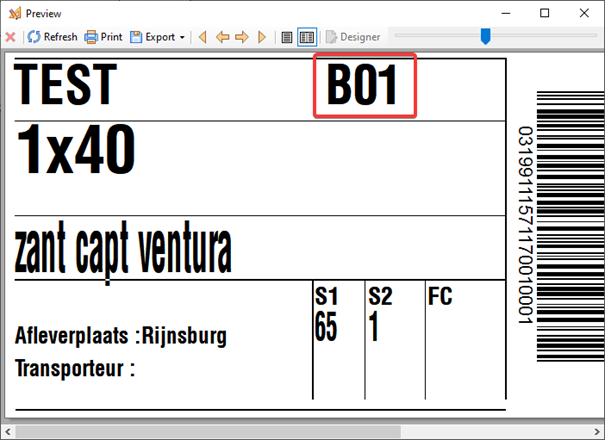 Preview
Refresh Print Export Designer
TEST B01
1x40
zant capt ventura
S1 S2 FC
65 1
Afleverplaats :Rijnsburg
Transporteur :
03199111571170010001